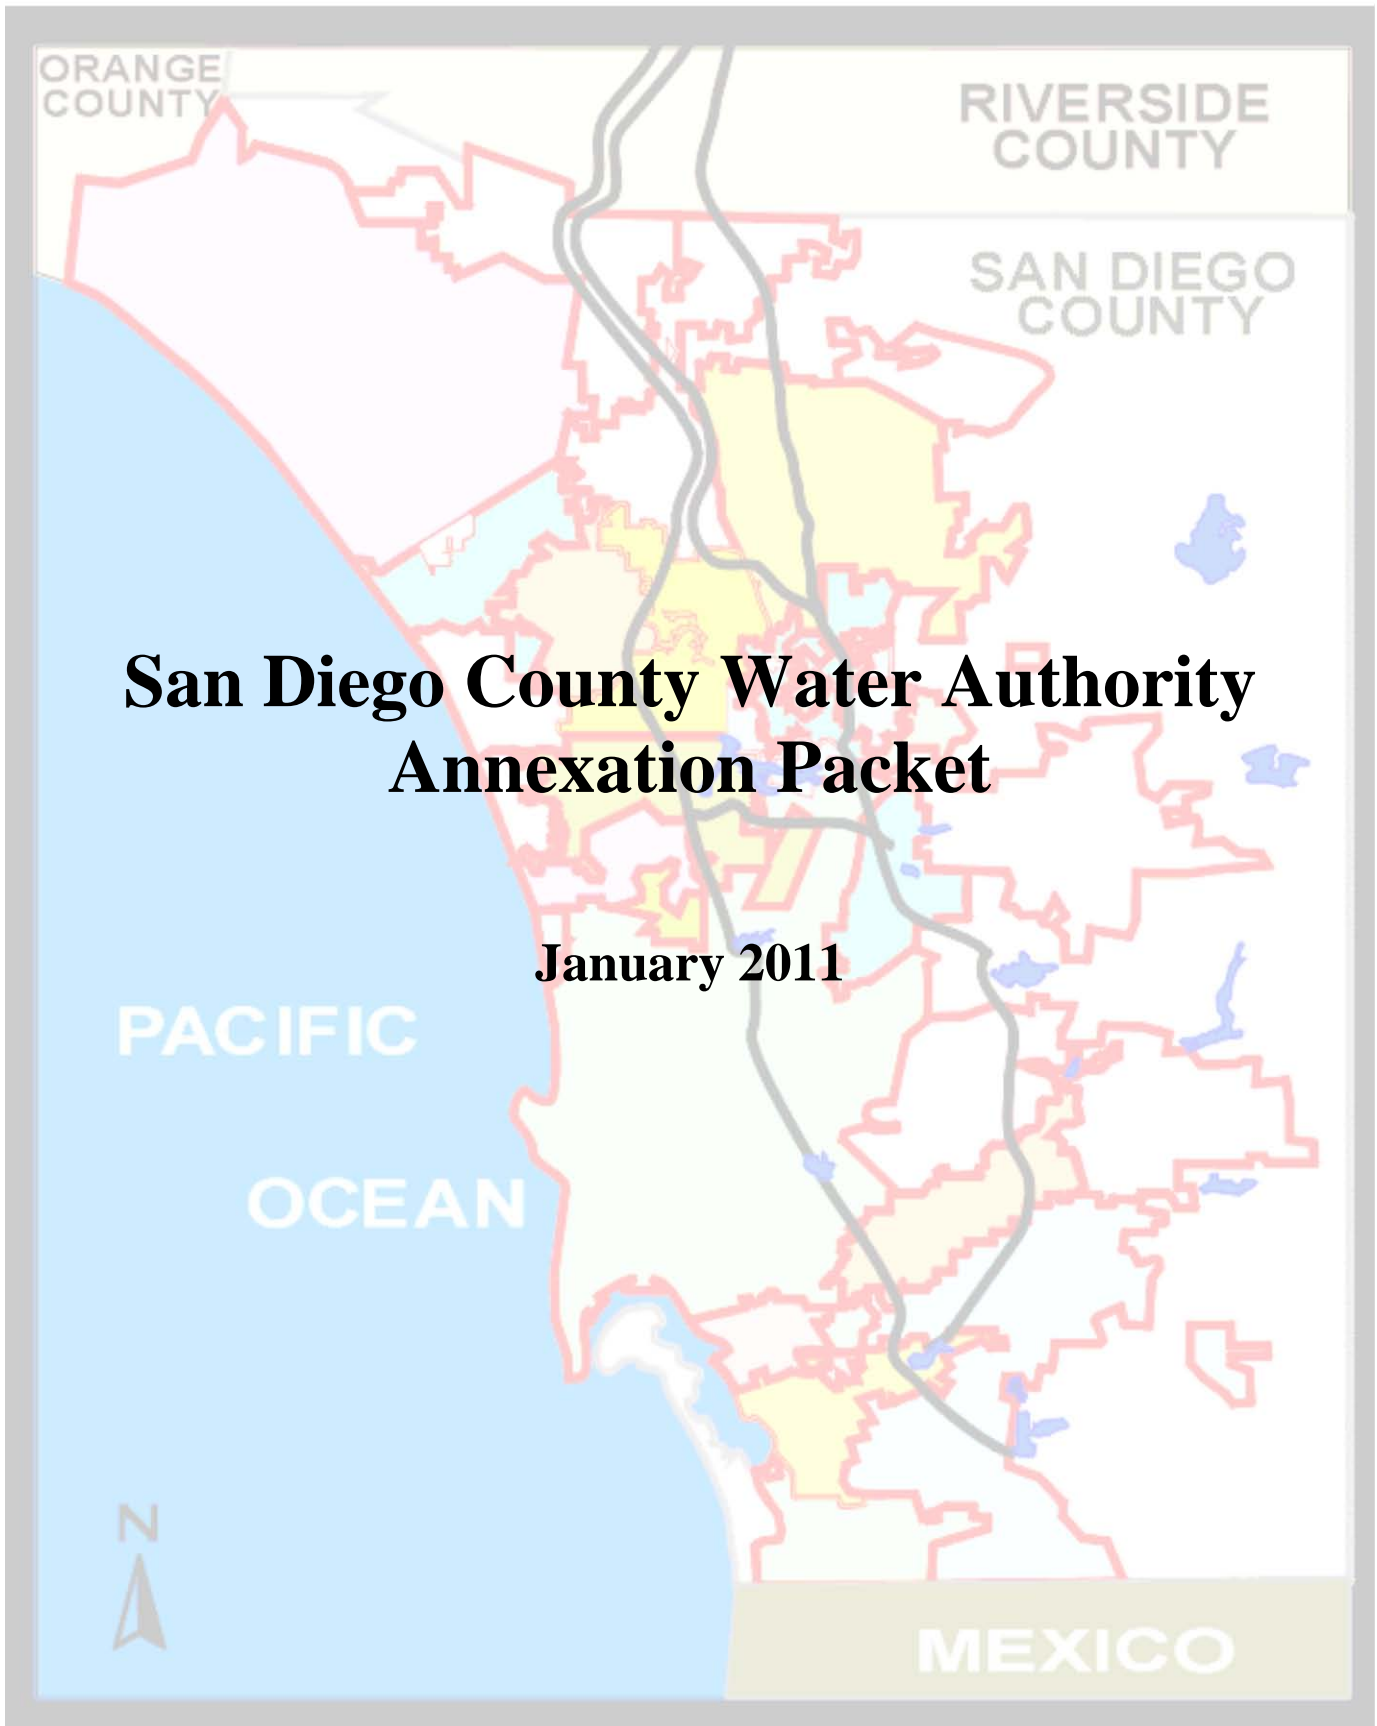 ORANGE
COUNTY
RIVERSIDE
COUNTY
SAN DIEGO
COUNTY
San Diego County Water Authority
Annexation Packet
January 2011
PACIFIC
OCEAN
N
MEXICO